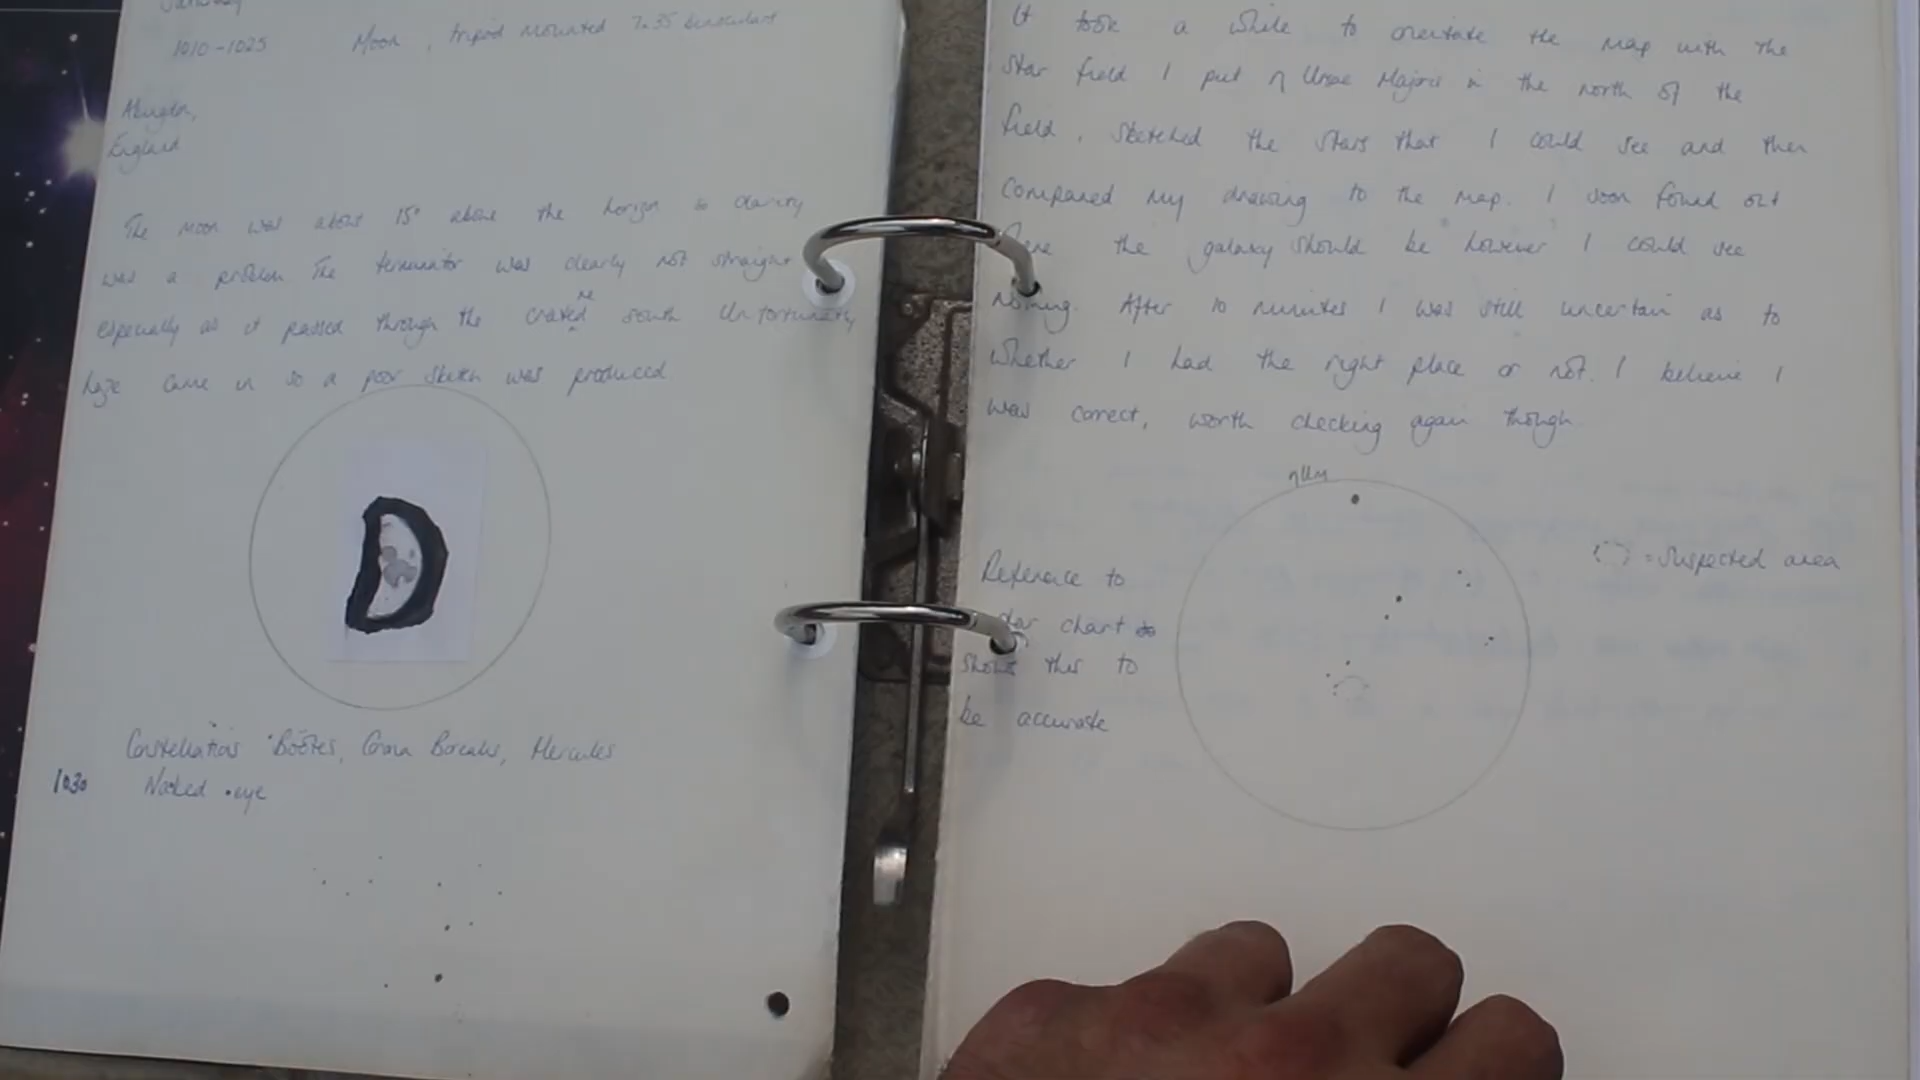 January
1010-1025 Moon, tripod mounted 7x35 binoculars
England
The moon was about 15° above the horizon so clarity
was a problem The terminator was clearly not straight
especially as it passed through the crated south Unfortunately
haze came in so a poor sketch was produced
Constellations Boötes, Corona Borealis, Hercules
1030 Naked eye
It took a while to orientate the map with the
star field I put η Ursae Majoris in the north of the
field, sketched the stars that I could see and then
compared my drawing to the map. I soon found out
the galaxy should be however I could see
Nothing. After 10 minutes I was still uncertain as to
whether I had the right place or not. I believe I
was correct, worth checking again though
ηUM
= Suspected area
Reference to
chart
shows this to
be accurate